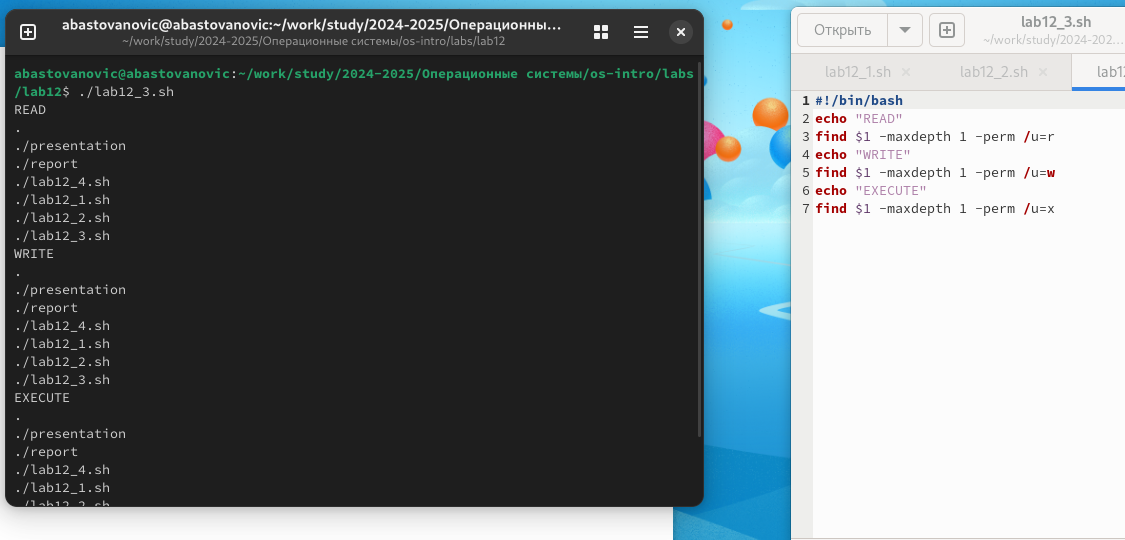 abastovanovic@abastovanovic:~/work/study/2024-2025/Операционны…
~/work/study/2024-2025/Операционные системы/os-intro/labs/lab12
abastovanovic@abastovanovic:~/work/study/2024-2025/Операционные системы/os-intro/labs
/lab12$ ./lab12_3.sh
READ
.
./presentation
./report
./lab12_4.sh
./lab12_1.sh
./lab12_2.sh
./lab12_3.sh
WRITE
.
./presentation
./report
./lab12_4.sh
./lab12_1.sh
./lab12_2.sh
./lab12_3.sh
EXECUTE
.
./presentation
./report
./lab12_4.sh
./lab12_1.sh
./lab12_2.sh
Открыть
lab12_3.sh
~/work/study/2024-202…
lab12_1.sh
lab12_2.sh
lab12
1 #!/bin/bash
2 echo "READ"
3 find $1 -maxdepth 1 -perm /u=r
4 echo "WRITE"
5 find $1 -maxdepth 1 -perm /u=w
6 echo "EXECUTE"
7 find $1 -maxdepth 1 -perm /u=x